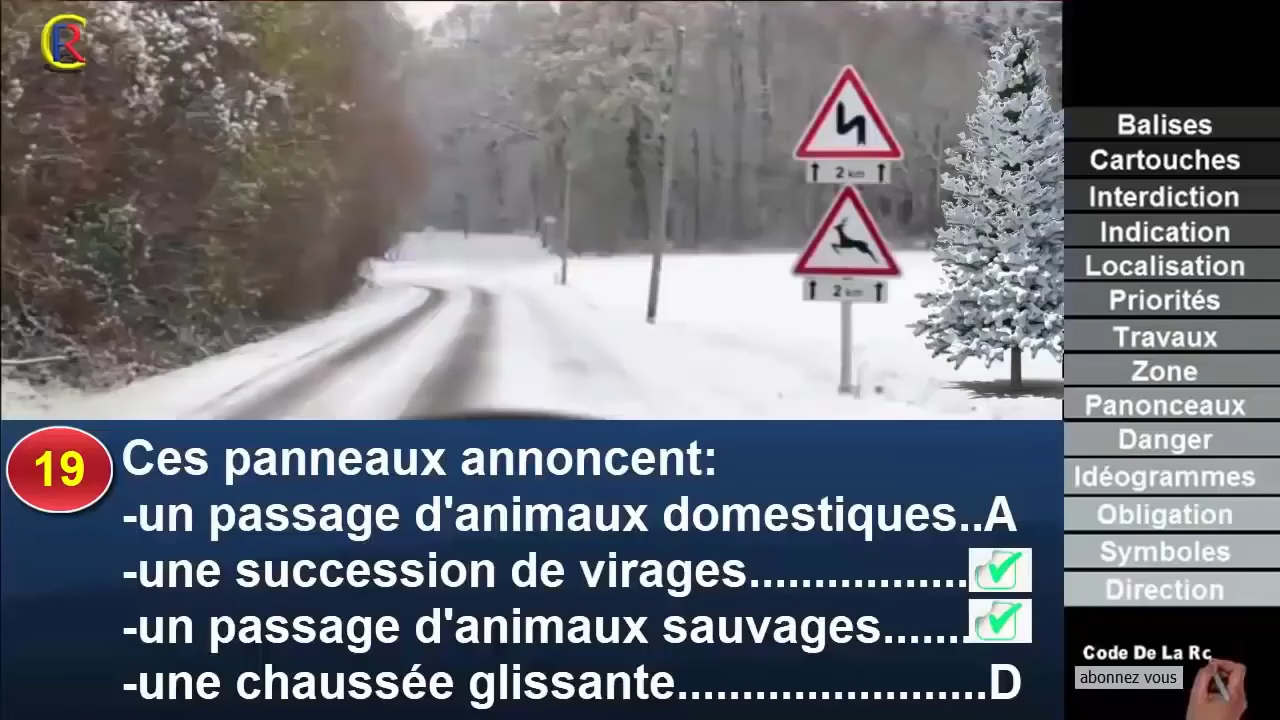 CR
2 km
2 km
19
Ces panneaux annoncent:
-un passage d'animaux domestiques..A
-une succession de virages.................
-un passage d'animaux sauvages.......
-une chaussée glissante........................D
Balises
Cartouches
Interdiction
Indication
Localisation
Priorités
Travaux
Zone
Panonceaux
Danger
Idéogrammes
Obligation
Symboles
Direction
Code De La Ro
abonnez vous